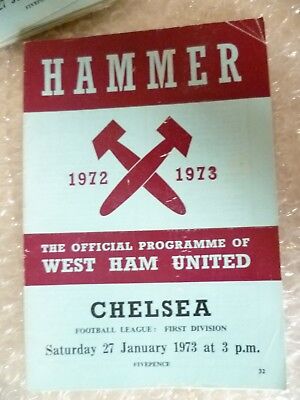 FIVEPENCE
HAMMER
1972 1973
THE OFFICIAL PROGRAMME OF
WEST HAM UNITED
CHELSEA
FOOTBALL LEAGUE: FIRST DIVISION
Saturday 27 January 1973 at 3 p.m.
FIVEPENCE
32